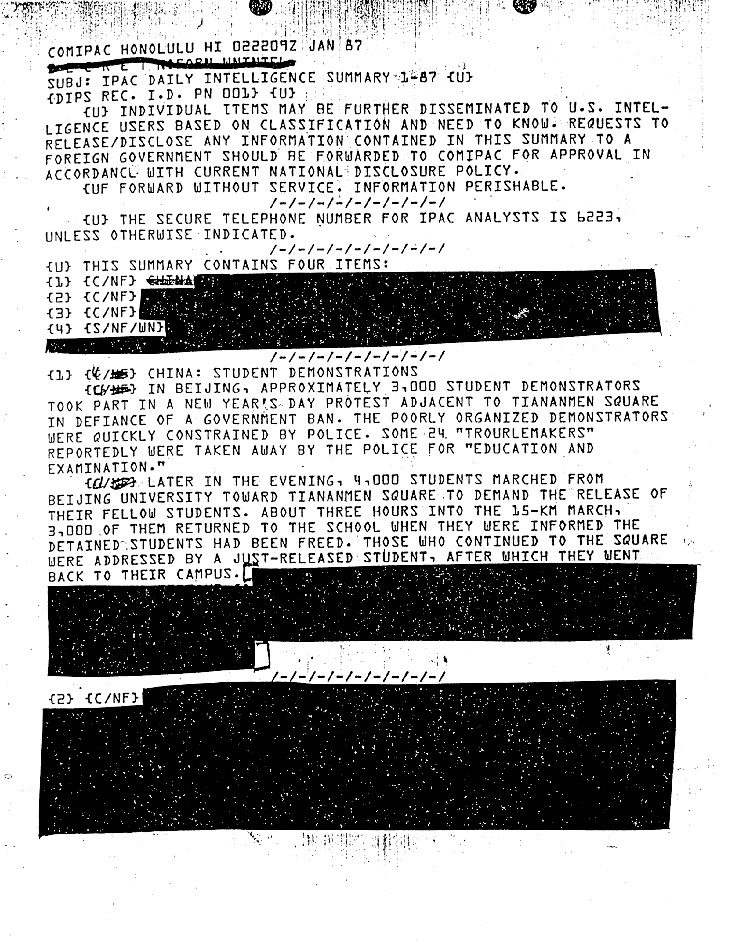 COMIPAC HONOLULU HI 022209Z JAN 87
S E C R E T NOFORN WNINTEL
SUBJ: IPAC DAILY INTELLIGENCE SUMMARY 1-87 {U}
{DIPS REC. I.D. PN 001} {U}
{U} INDIVIDUAL ITEMS MAY BE FURTHER DISSEMINATED TO U.S. INTEL-
LIGENCE USERS BASED ON CLASSIFICATION AND NEED TO KNOW. REQUESTS TO
RELEASE/DISCLOSE ANY INFORMATION CONTAINED IN THIS SUMMARY TO A
FOREIGN GOVERNMENT SHOULD BE FORWARDED TO COMIPAC FOR APPROVAL IN
ACCORDANCE WITH CURRENT NATIONAL DISCLOSURE POLICY.
{UF FORWARD WITHOUT SERVICE. INFORMATION PERISHABLE.
/-/-/-/-/-/-/-/-/-/
{U} THE SECURE TELEPHONE NUMBER FOR IPAC ANALYSTS IS 6223,
UNLESS OTHERWISE INDICATED.
/-/-/-/-/-/-/-/-/-/
{U} THIS SUMMARY CONTAINS FOUR ITEMS:
{1} {C/NF} CHINA
{2} {C/NF}
{3} {C/NF}
{4} {S/NF/WN}
/-/-/-/-/-/-/-/-/-/
{1} {C/NF} CHINA: STUDENT DEMONSTRATIONS
{C/NF} IN BEIJING, APPROXIMATELY 3,000 STUDENT DEMONSTRATORS
TOOK PART IN A NEW YEAR'S DAY PROTEST ADJACENT TO TIANANMEN SQUARE
IN DEFIANCE OF A GOVERNMENT BAN. THE POORLY ORGANIZED DEMONSTRATORS
WERE QUICKLY CONSTRAINED BY POLICE. SOME 24 "TROURLEMAKERS"
REPORTEDLY WERE TAKEN AWAY BY THE POLICE FOR "EDUCATION AND
EXAMINATION."
{C/NF} LATER IN THE EVENING, 4,000 STUDENTS MARCHED FROM
BEIJING UNIVERSITY TOWARD TIANANMEN SQUARE TO DEMAND THE RELEASE OF
THEIR FELLOW STUDENTS. ABOUT THREE HOURS INTO THE 15-KM MARCH,
3,000 OF THEM RETURNED TO THE SCHOOL WHEN THEY WERE INFORMED THE
DETAINED STUDENTS HAD BEEN FREED. THOSE WHO CONTINUED TO THE SQUARE
WERE ADDRESSED BY A JUST-RELEASED STUDENT, AFTER WHICH THEY WENT
BACK TO THEIR CAMPUS.
/-/-/-/-/-/-/-/-/-/
{2} {C/NF}